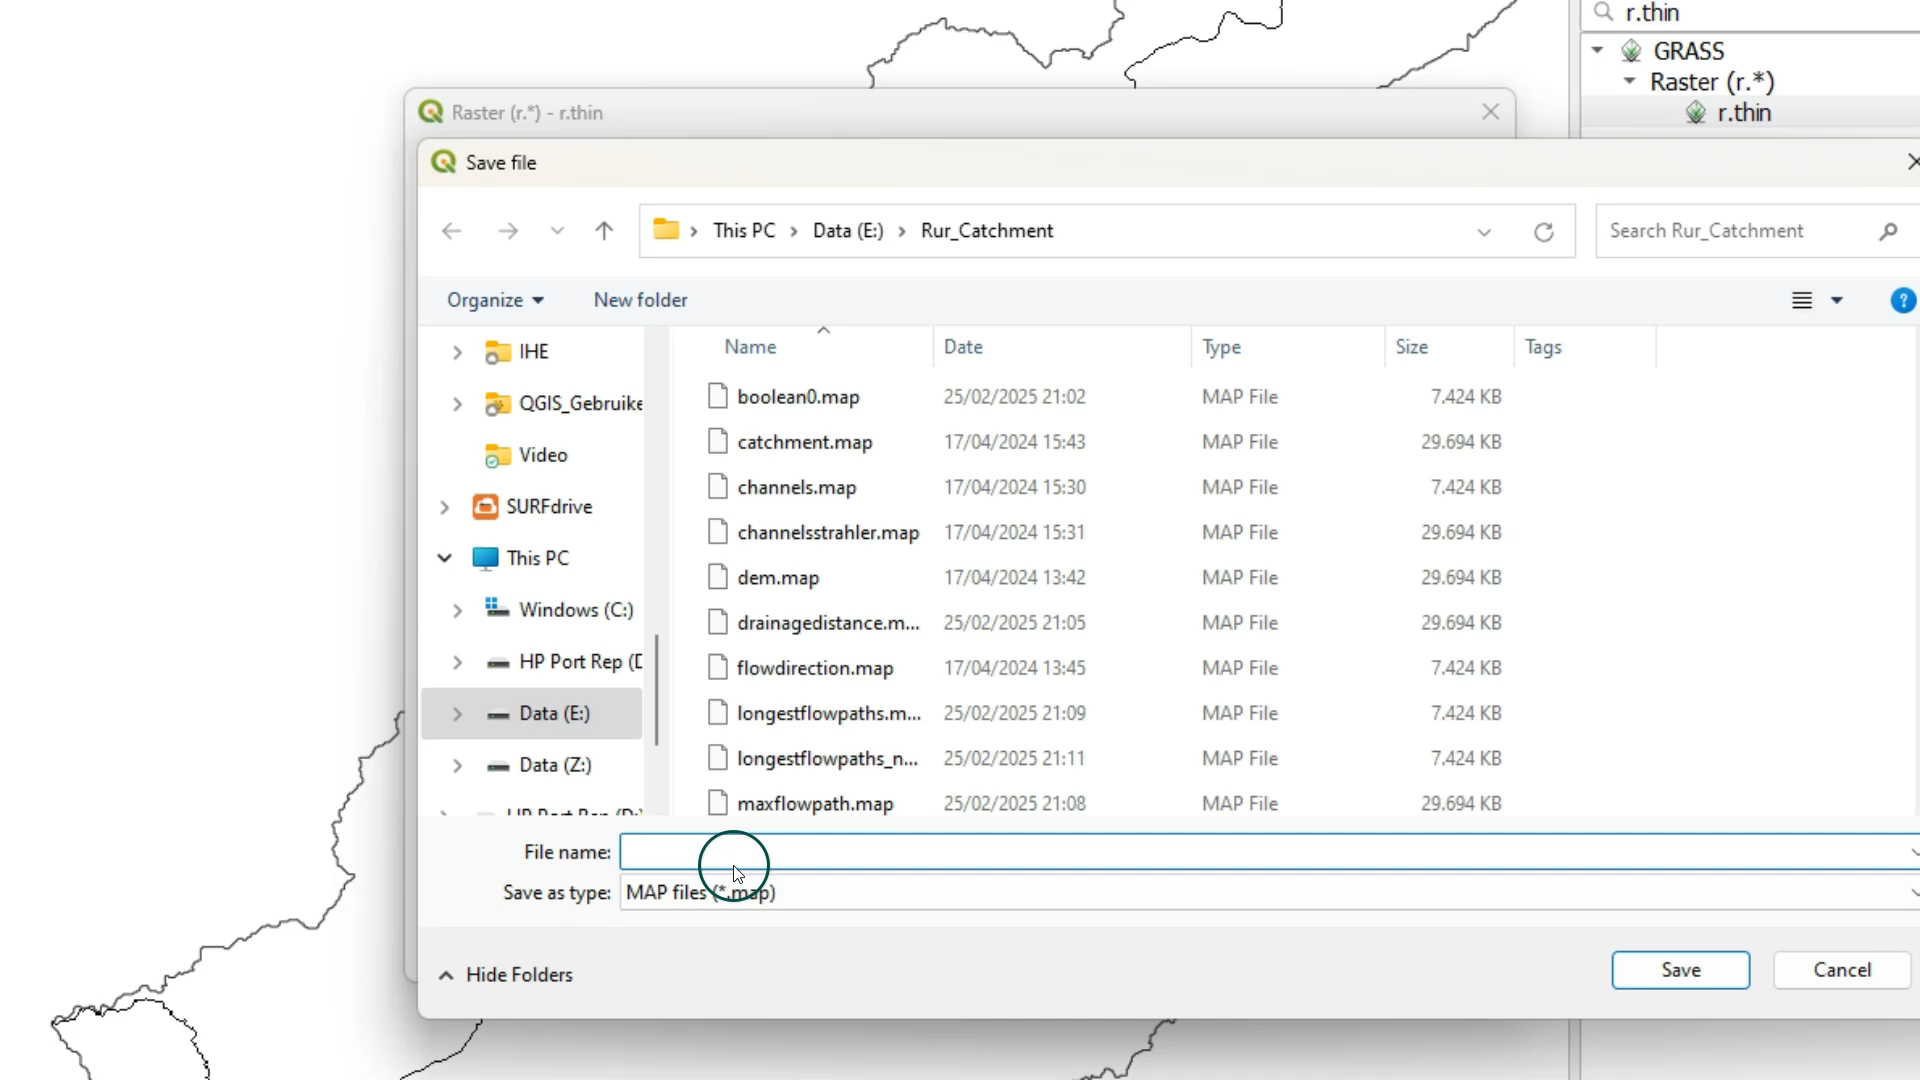 r.thin
GRASS
Raster (r.*)
r.thin
Raster (r.*) - r.thin
Save file
This PC
Data (E:)
Rur_Catchment
Search Rur_Catchment
Organize
New folder
?
IHE
QGIS_Gebruike
Video
SURFdrive
This PC
Windows (C:)
HP Port Rep (D
Data (E:)
Data (Z:)
HP Port Rep (D:)
Name Date Type Size Tags
boolean0.map 25/02/2025 21:02 MAP File 7.424 KB
catchment.map 17/04/2024 15:43 MAP File 29.694 KB
channels.map 17/04/2024 15:30 MAP File 7.424 KB
channelsstrahler.map 17/04/2024 15:31 MAP File 29.694 KB
dem.map 17/04/2024 13:42 MAP File 29.694 KB
drainagedistance.m... 25/02/2025 21:05 MAP File 29.694 KB
flowdirection.map 17/04/2024 13:45 MAP File 7.424 KB
longestflowpaths.m... 25/02/2025 21:09 MAP File 7.424 KB
longestflowpaths_n... 25/02/2025 21:11 MAP File 7.424 KB
maxflowpath.map 25/02/2025 21:08 MAP File 29.694 KB
File name:
Save as type: MAP files (*.map)
Hide Folders
Save
Cancel